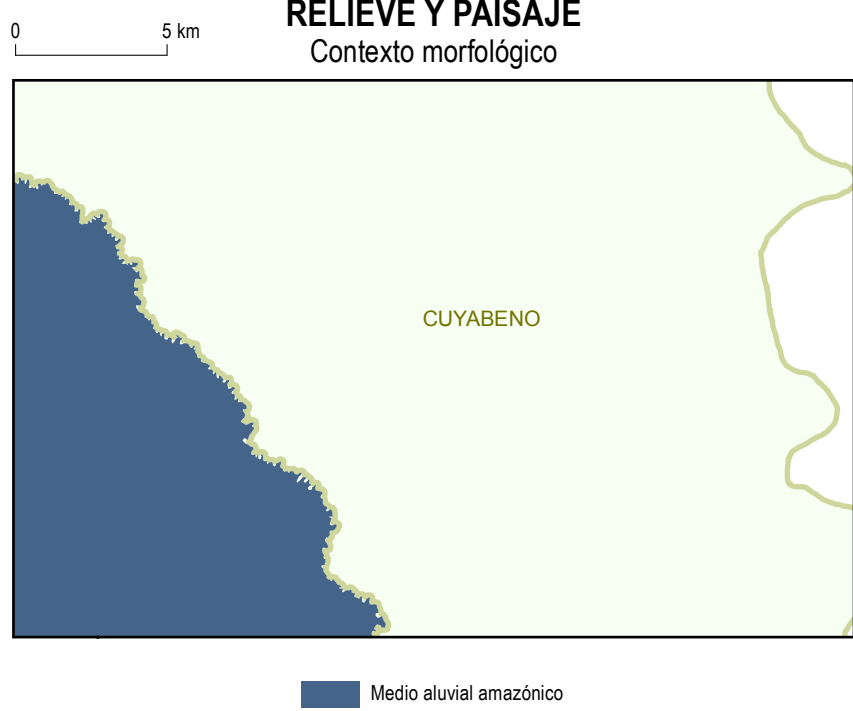 RELIEVE Y PAISAJE
0 5 km
Contexto morfológico
CUYABENO
Medio aluvial amazónico